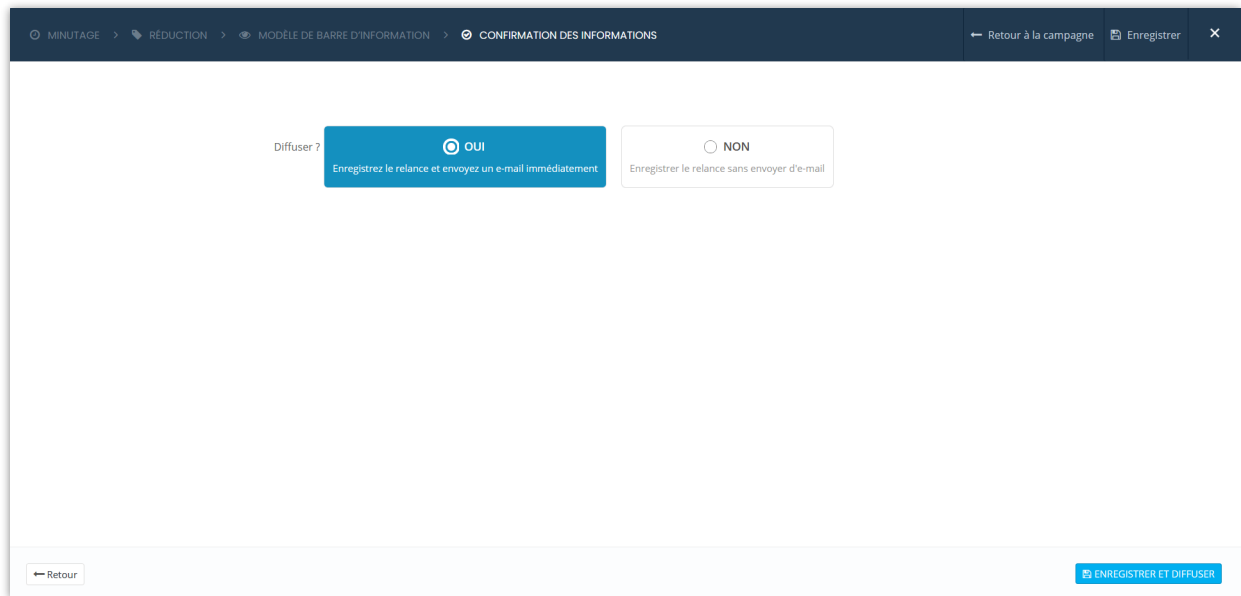 MINUTAGE > RÉDUCTION > MODÈLE DE BARRE D'INFORMATION > CONFIRMATION DES INFORMATIONS
← Retour à la campagne
Enregistrer
×
Diffuser ?
OUI
Enregistrez le relance et envoyez un e-mail immédiatement
NON
Enregistrer le relance sans envoyer d'e-mail
← Retour
ENREGISTRER ET DIFFUSER